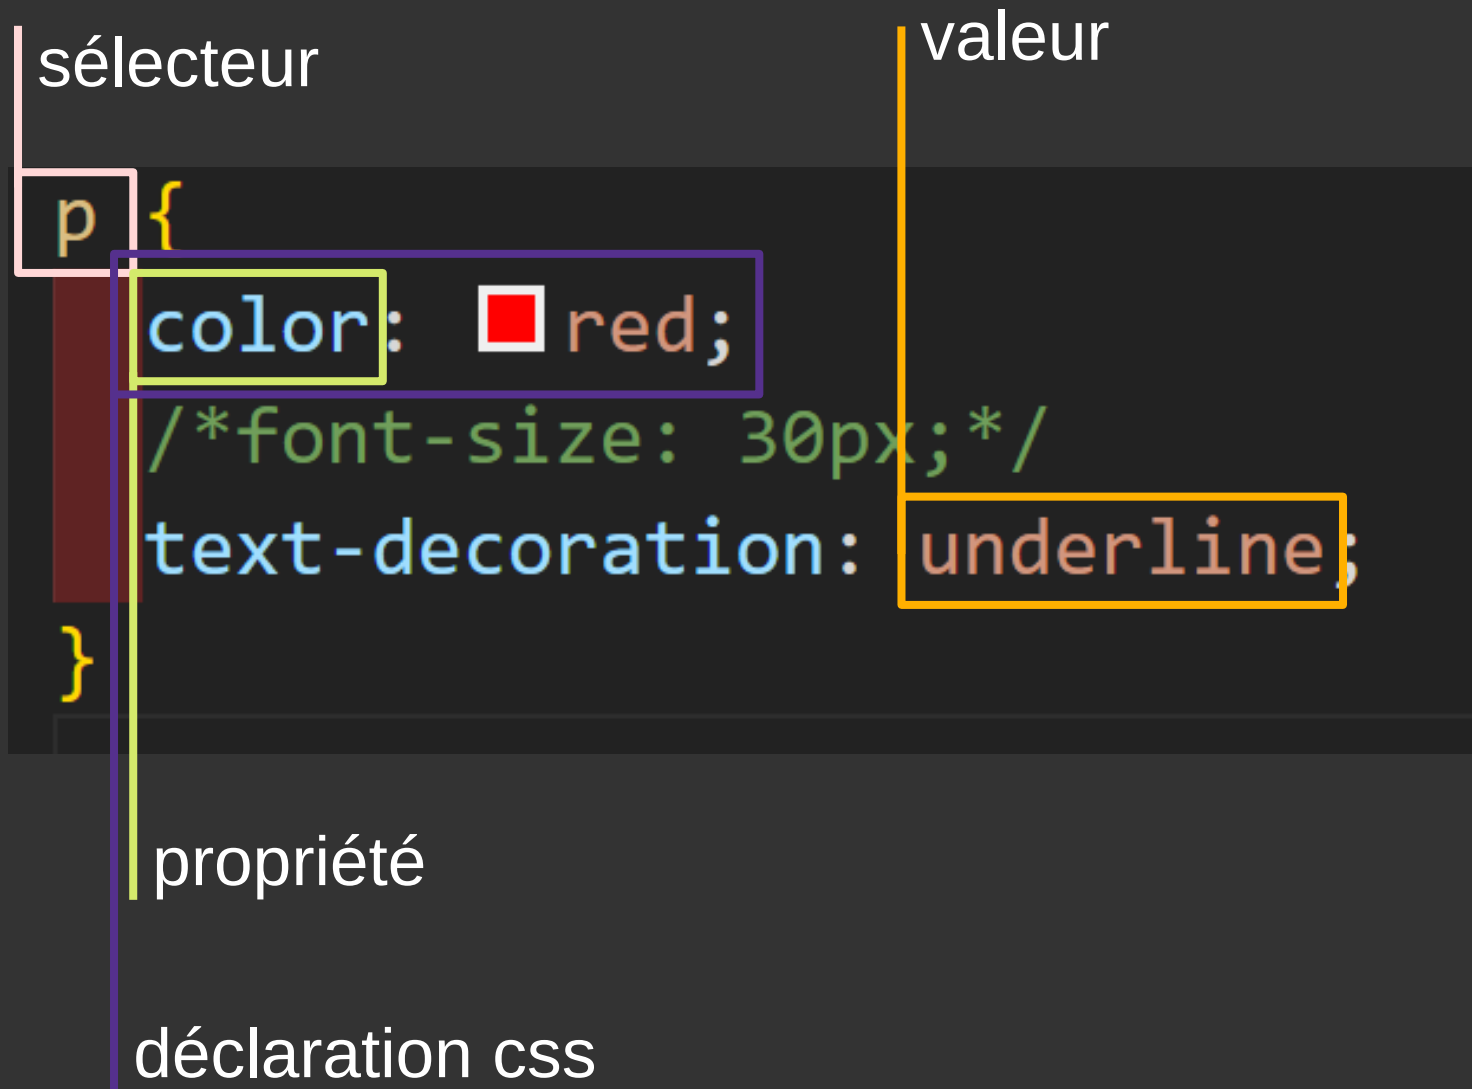 sélecteur
valeur
p {
color: red;
/*font-size: 30px;*/
text-decoration: underline;
}
propriété
déclaration css